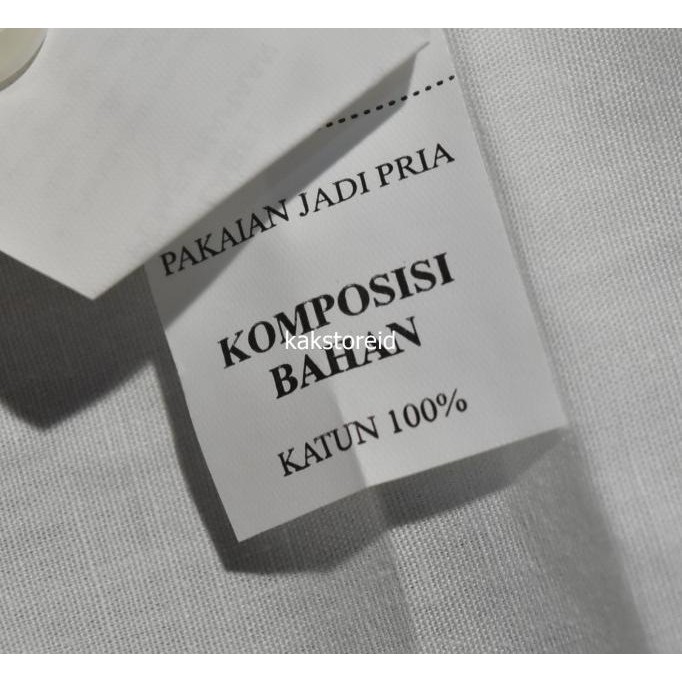 PAKAIAN JADI PRIA
KOMPOSISI
kakstoreid
BAHAN
KATUN 100%